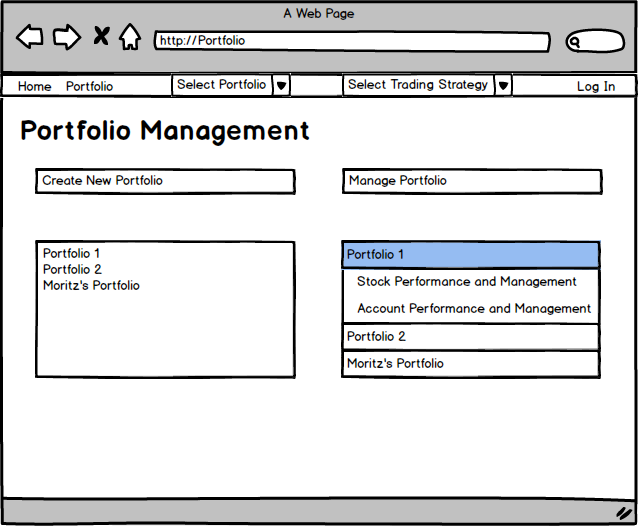 A Web Page
http://Portfolio
Home Portfolio Select Portfolio Select Trading Strategy Log In
Portfolio Management
Create New Portfolio
Manage Portfolio
Portfolio 1
Portfolio 2
Moritz's Portfolio
Portfolio 1
Stock Performance and Management
Account Performance and Management
Portfolio 2
Moritz's Portfolio